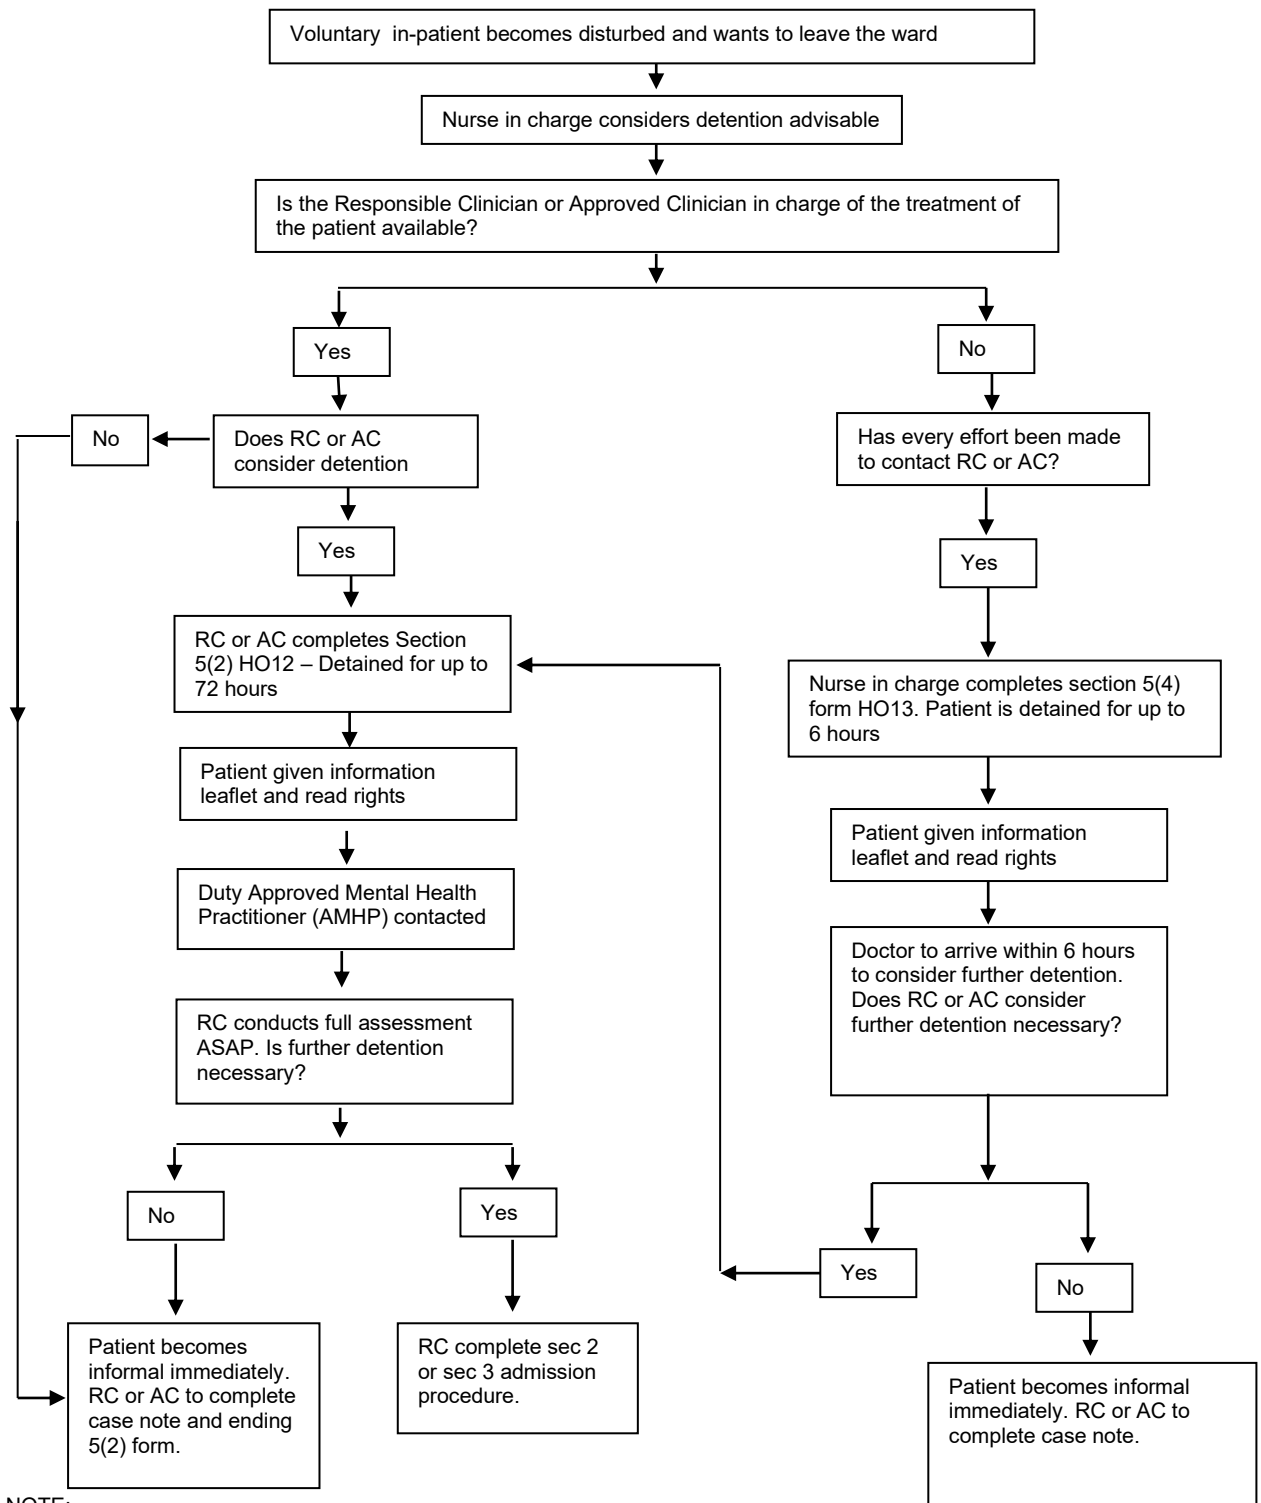 Voluntary in-patient becomes disturbed and wants to leave the ward
Nurse in charge considers detention advisable
Is the Responsible Clinician or Approved Clinician in charge of the treatment of
the patient available?
Yes
No
No
Does RC or AC
consider detention
Has every effort been made
to contact RC or AC?
Yes
Yes
RC or AC completes Section
5(2) HO12 – Detained for up to
72 hours
Nurse in charge completes section 5(4)
form HO13. Patient is detained for up to
6 hours
Patient given information
leaflet and read rights
Patient given information
leaflet and read rights
Duty Approved Mental Health
Practitioner (AMHP) contacted
Doctor to arrive within 6 hours
to consider further detention.
Does RC or AC consider
further detention necessary?
RC conducts full assessment
ASAP. Is further detention
necessary?
No
Yes
Yes
No
Patient becomes
informal immediately.
RC or AC to complete
case note and ending
5(2) form.
RC complete sec 2
or sec 3 admission
procedure.
Patient becomes informal
immediately. RC or AC to
complete case note.
NOTE: